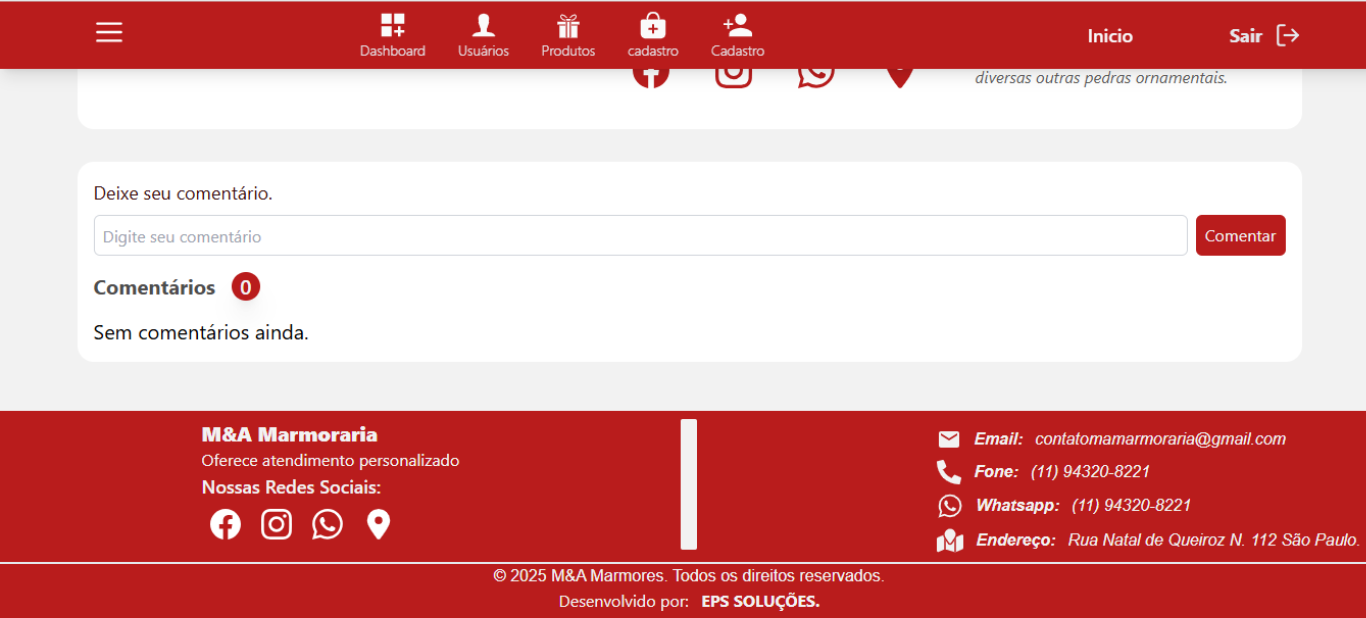 Dashboard Usuários Produtos cadastro Cadastro Inicio Sair
diversas outras pedras ornamentais.
Deixe seu comentário.
Digite seu comentário Comentar
Comentários 0
Sem comentários ainda.
M&A Marmoraria
Oferece atendimento personalizado
Nossas Redes Sociais:
Email: contatomamarmoraria@gmail.com
Fone: (11) 94320-8221
Whatsapp: (11) 94320-8221
Endereço: Rua Natal de Queiroz N. 112 São Paulo.
© 2025 M&A Marmores. Todos os direitos reservados.
Desenvolvido por: EPS SOLUÇÕES.